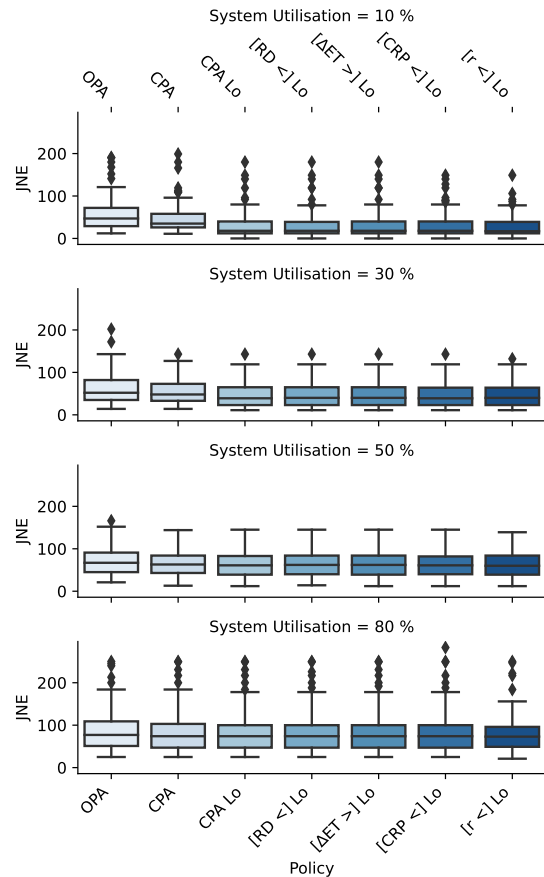 System Utilisation = 10 %
OPA
CPA
CPA Lo
[RD <] Lo
[ΔET >] Lo
[CRP <] Lo
[r <] Lo
200
100
0
JNE
System Utilisation = 30 %
200
100
0
JNE
System Utilisation = 50 %
200
100
0
JNE
System Utilisation = 80 %
200
100
0
JNE
OPA
CPA
CPA Lo
[RD <] Lo
[ΔET >] Lo
[CRP <] Lo
[r <] Lo
Policy